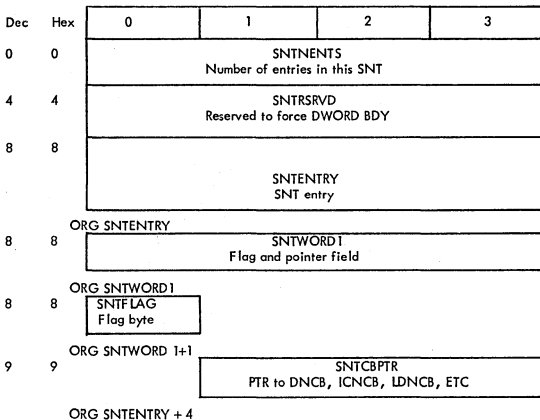 Dec Hex 0 1 2 3
0 0 SNTNENTS
Number of entries in this SNT
4 4 SNTRSRVD
Reserved to force DWORD BDY
8 8
SNTENTRY
SNT entry
ORG SNTENTRY
8 8 SNTWORD1
Flag and pointer field
ORG SNTWORD1
8 8 SNTFLAG
Flag byte
ORG SNTWORD 1+1
9 9 SNTCBPTR
PTR to DNCB, ICNCB, LDNCB, ETC
ORG SNTENTRY + 4